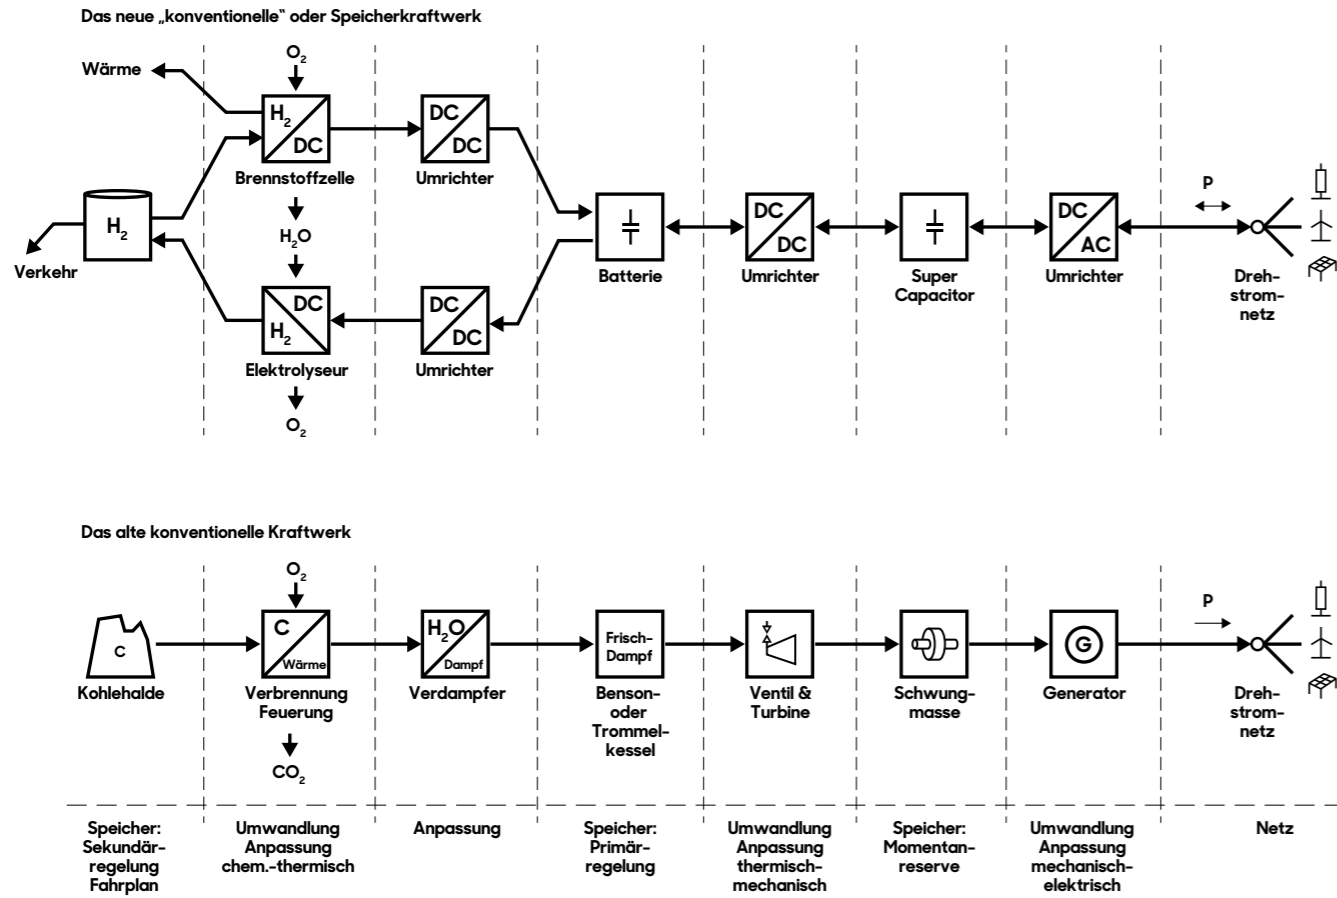 Das neue „konventionelle“ oder Speicherkraftwerk
O₂
Wärme
H₂
DC
DC
DC
Brennstoffzelle
Umrichter
P
H₂
H₂O
DC
DC
DC
AC
Verkehr
Batterie
Umrichter
Super
Capacitor
Umrichter
Dreh-
strom-
netz
DC
H₂
DC
DC
Elektrolyseur
Umrichter
O₂
Das alte konventionelle Kraftwerk
O₂
P
C
C
Wärme
H₂O
Dampf
Frisch-
Dampf
G
Kohlehalde
Verbrennung
Feuerung
Verdampfer
Benson-
oder
Trommel-
kessel
Ventil &
Turbine
Schwung-
masse
Generator
Dreh-
strom-
netz
CO₂
Speicher:
Sekundär-
regelung
Fahrplan
Umwandlung
Anpassung
chem.-thermisch
Anpassung
Speicher:
Primär-
regelung
Umwandlung
Anpassung
thermisch-
mechanisch
Speicher:
Momentan-
reserve
Umwandlung
Anpassung
mechanisch-
elektrisch
Netz